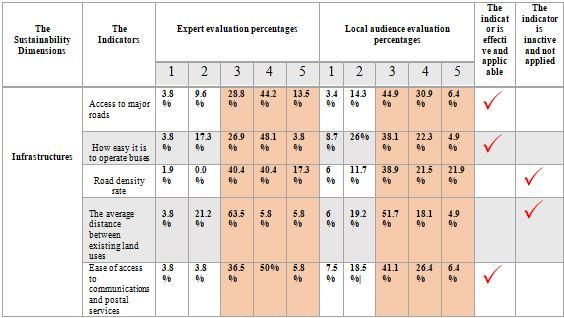 The Sustainability Dimensions | The Indicators | Expert evaluation percentages | Local audience evaluation percentages | The indicat or is effecti ve and applic able | The indicator is inactive and not applied
1 | 2 | 3 | 4 | 5 | 1 | 2 | 3 | 4 | 5
Infrastructures
Access to major roads | 3.8 % | 9.6 % | 28.8 % | 44.2 % | 13.5 % | 3.4 % | 14.3 % | 44.9 % | 30.9 % | 6.4 % | ✓
How easy it is to operate buses | 3.8 % | 17.3 % | 26.9 % | 48.1 % | 3.8 % | 8.7 % | 26% | 38.1 % | 22.3 % | 4.9 % | ✓
Road density rate | 1.9 % | 0.0 % | 40.4 % | 40.4 % | 17.3 % | 6 % | 11.7 % | 38.9 % | 21.5 % | 21.9 % | ✓
The average distance between existing land uses | 3.8 % | 21.2 % | 63.5 % | 5.8 % | 5.8 % | 6 % | 19.2 % | 51.7 % | 18.1 % | 4.9 % | ✓
Ease of access to communications and postal services | 3.8 % | 3.8 % | 36.5 % | 50% | 5.8 % | 7.5 % | 18.5 % | 41.1 % | 26.4 % | 6.4 % | ✓